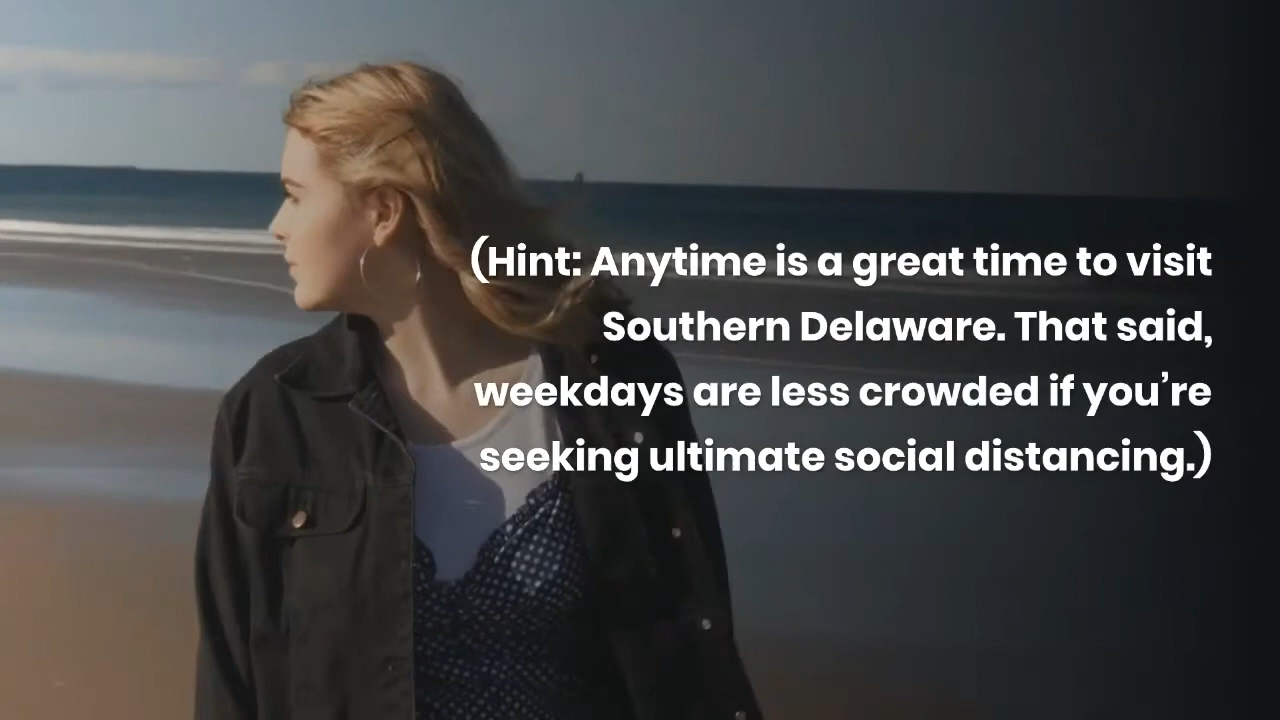 (Hint: Anytime is a great time to visit
Southern Delaware. That said,
weekdays are less crowded if you’re
seeking ultimate social distancing.)